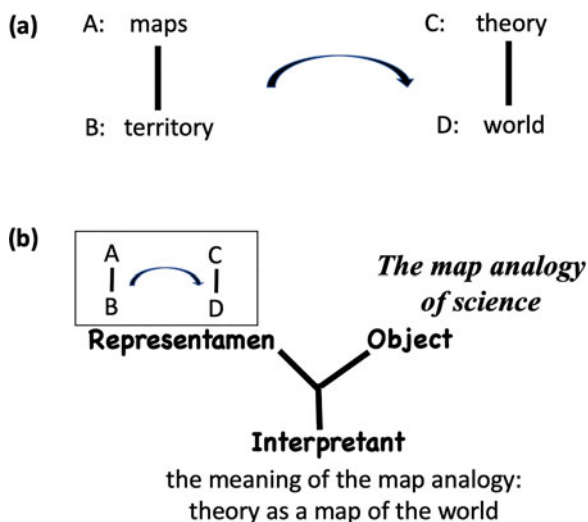 (a) A: maps C: theory
B: territory D: world
(b)
A C
B D
The map analogy
of science
Representamen Object
Interpretant
the meaning of the map analogy:
theory as a map of the world